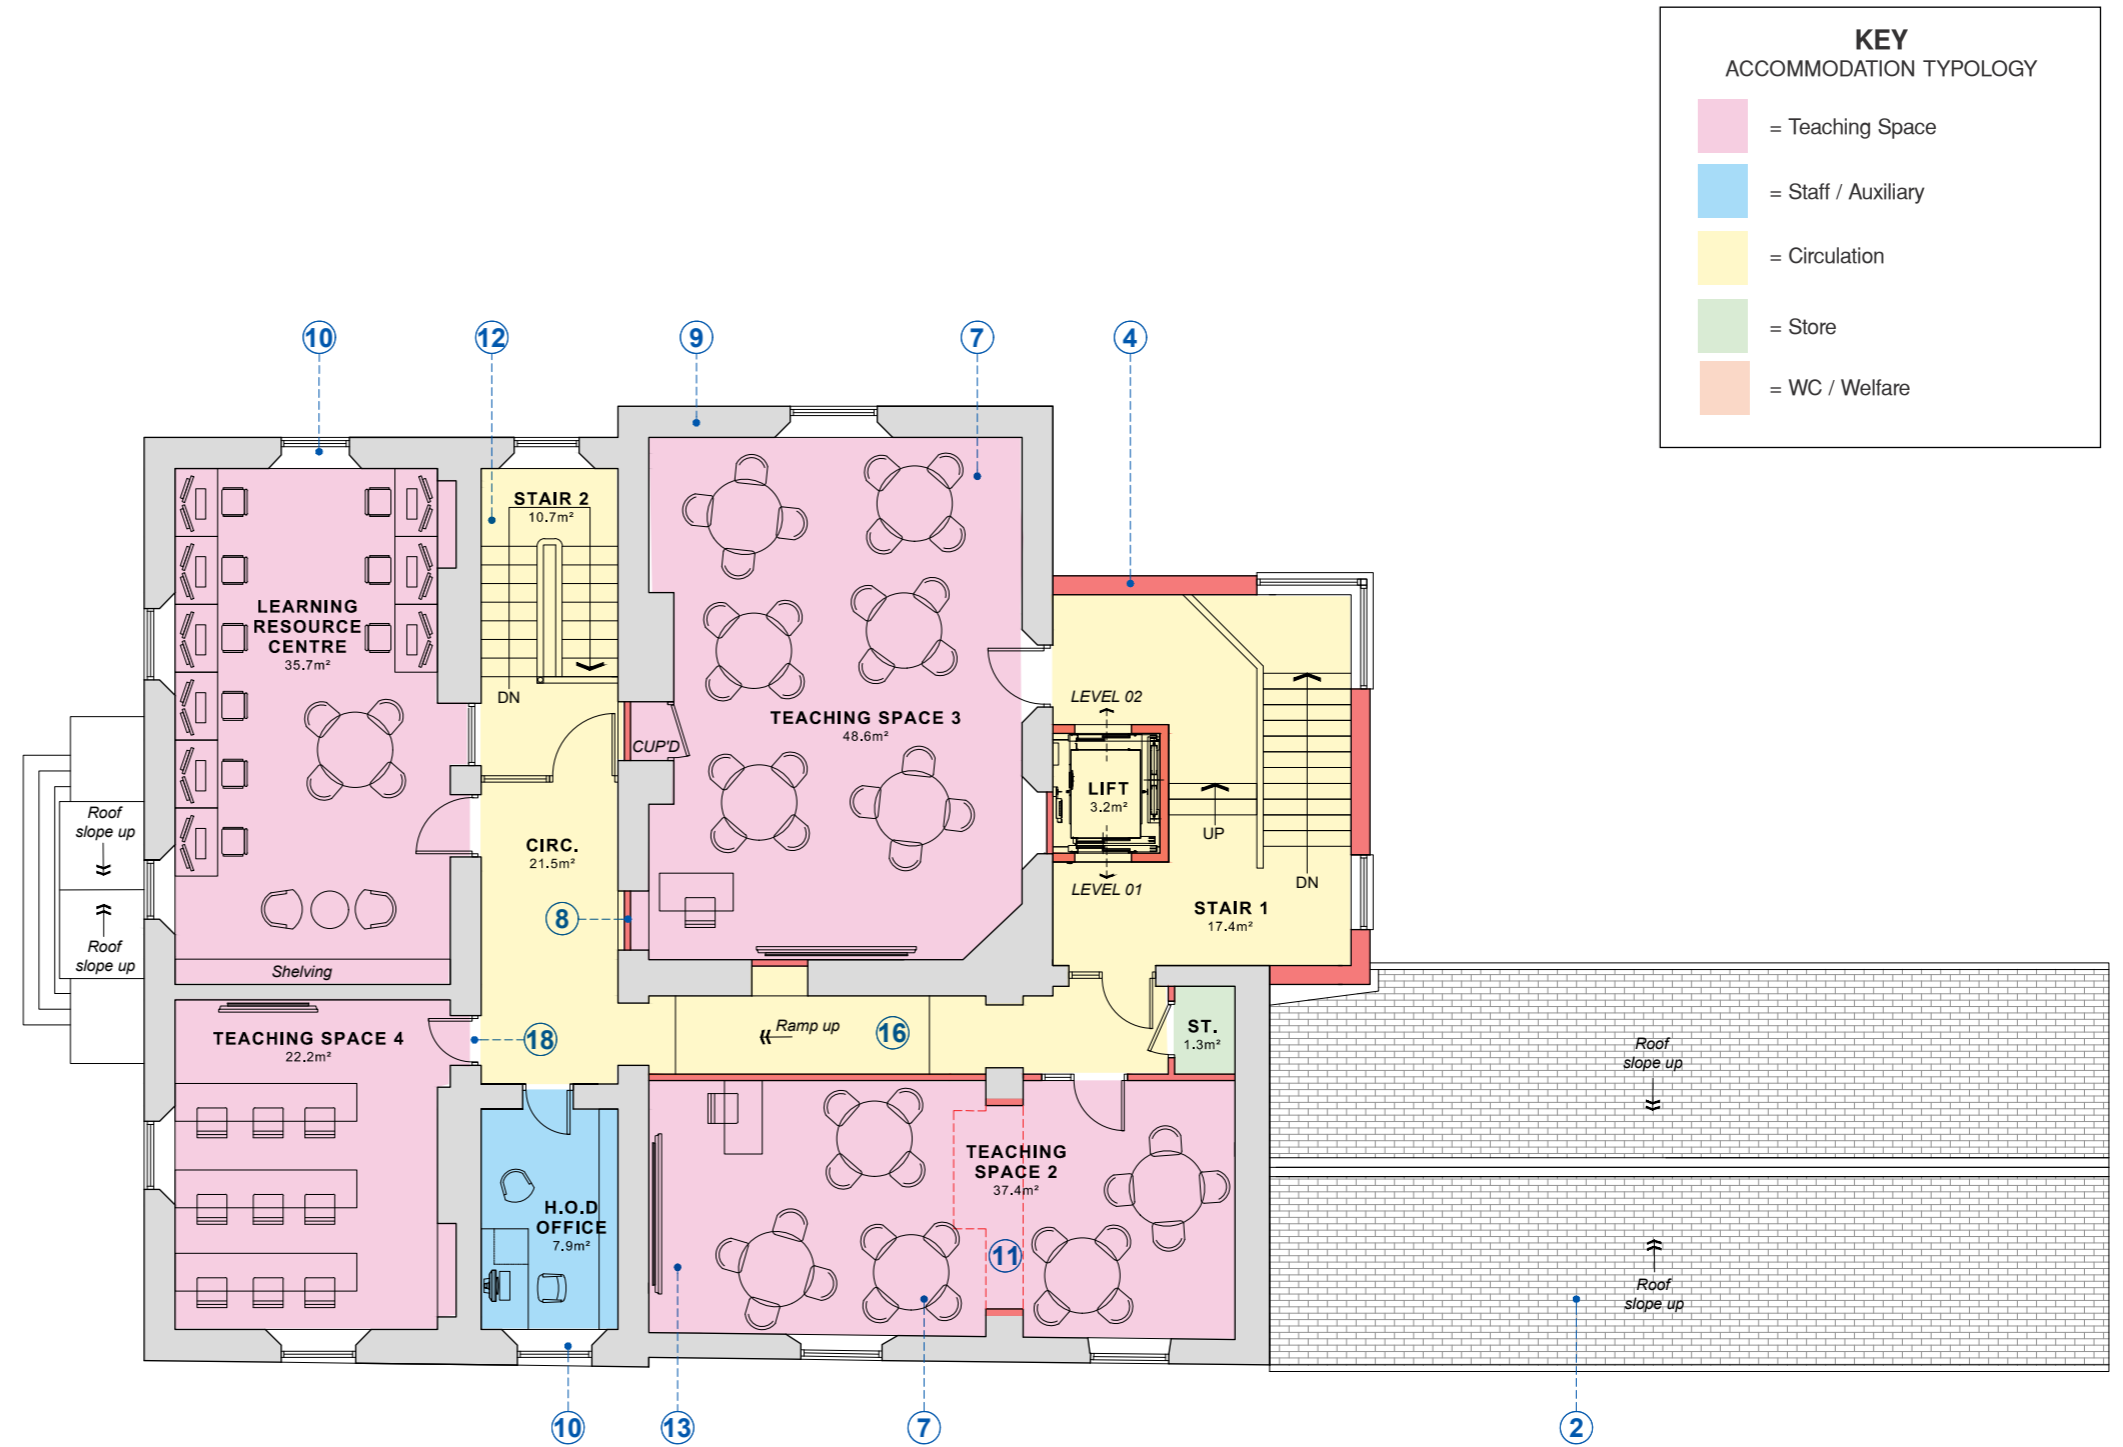 KEY
ACCOMMODATION TYPOLOGY
= Teaching Space
= Staff / Auxiliary
= Circulation
= Store
= WC / Welfare
10
12
9
7
4
STAIR 2
10.7m²
DN
LEARNING
RESOURCE
CENTRE
35.7m²
TEACHING SPACE 3
48.6m²
CUP'D
LEVEL 02
LIFT
3.2m²
LEVEL 01
UP
DN
STAIR 1
17.4m²
Roof
slope up
Roof
slope up
CIRC.
21.5m²
8
Shelving
TEACHING SPACE 4
22.2m²
18
Ramp up
16
ST.
1.3m²
Roof
slope up
TEACHING
SPACE 2
37.4m²
H.O.D
OFFICE
7.9m²
11
Roof
slope up
10
13
7
2